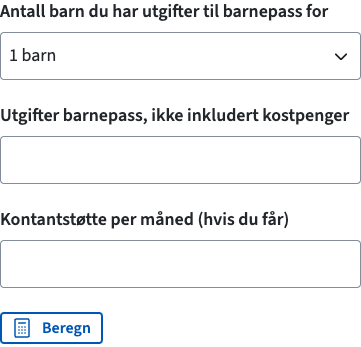 Antall barn du har utgifter til barnepass for
1 barn
Utgifter barnepass, ikke inkludert kostpenger
Kontantstøtte per måned (hvis du får)
Beregn